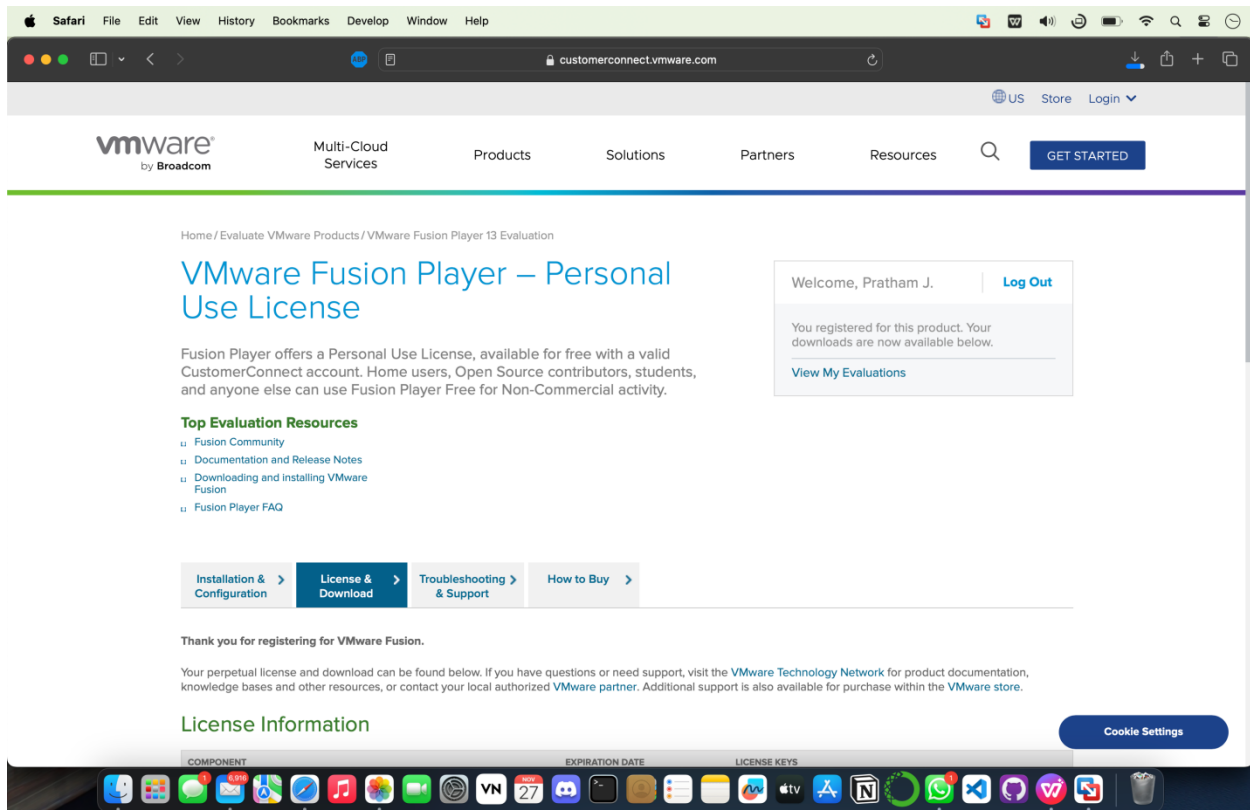 Safari File Edit View History Bookmarks Develop Window Help
ABP customerconnect.vmware.com
US Store Login
vmware®
by Broadcom
Multi-Cloud
Services
Products Solutions Partners Resources GET STARTED
Home / Evaluate VMware Products / VMware Fusion Player 13 Evaluation
VMware Fusion Player – Personal
Use License
Welcome, Pratham J. Log Out
You registered for this product. Your
downloads are now available below.
View My Evaluations
Fusion Player offers a Personal Use License, available for free with a valid
CustomerConnect account. Home users, Open Source contributors, students,
and anyone else can use Fusion Player Free for Non-Commercial activity.
Top Evaluation Resources
Fusion Community
Documentation and Release Notes
Downloading and installing VMware
Fusion
Fusion Player FAQ
Installation &
Configuration
License &
Download
Troubleshooting
& Support
How to Buy
Thank you for registering for VMware Fusion.
Your perpetual license and download can be found below. If you have questions or need support, visit the VMware Technology Network for product documentation,
knowledge bases and other resources, or contact your local authorized VMware partner. Additional support is also available for purchase within the VMware store.
License Information
Cookie Settings
COMPONENT EXPIRATION DATE LICENSE KEYS
1 6,916 VN NOV 27 tv 1